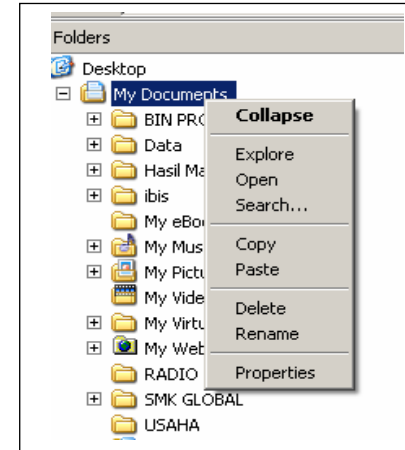 Folders
Desktop
My Documents
BIN PRO
Data
Hasil Ma
ibis
My eBo
My Mus
My Pictu
My Vide
My Virtu
My Web
RADIO
SMK GLOBAL
USAHA
Collapse
Explore
Open
Search...
Copy
Paste
Delete
Rename
Properties